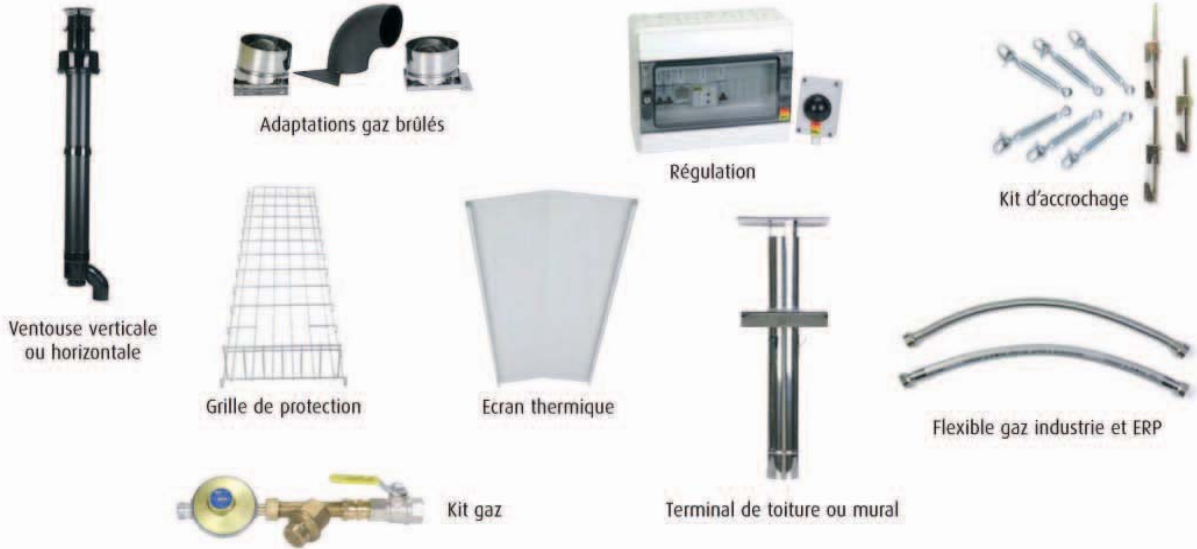 Adaptations gaz brûlés
Régulation
Kit d'accrochage
Ventouse verticale
ou horizontale
Grille de protection
Ecran thermique
Flexible gaz industrie et ERP
Kit gaz
Terminal de toiture ou mural